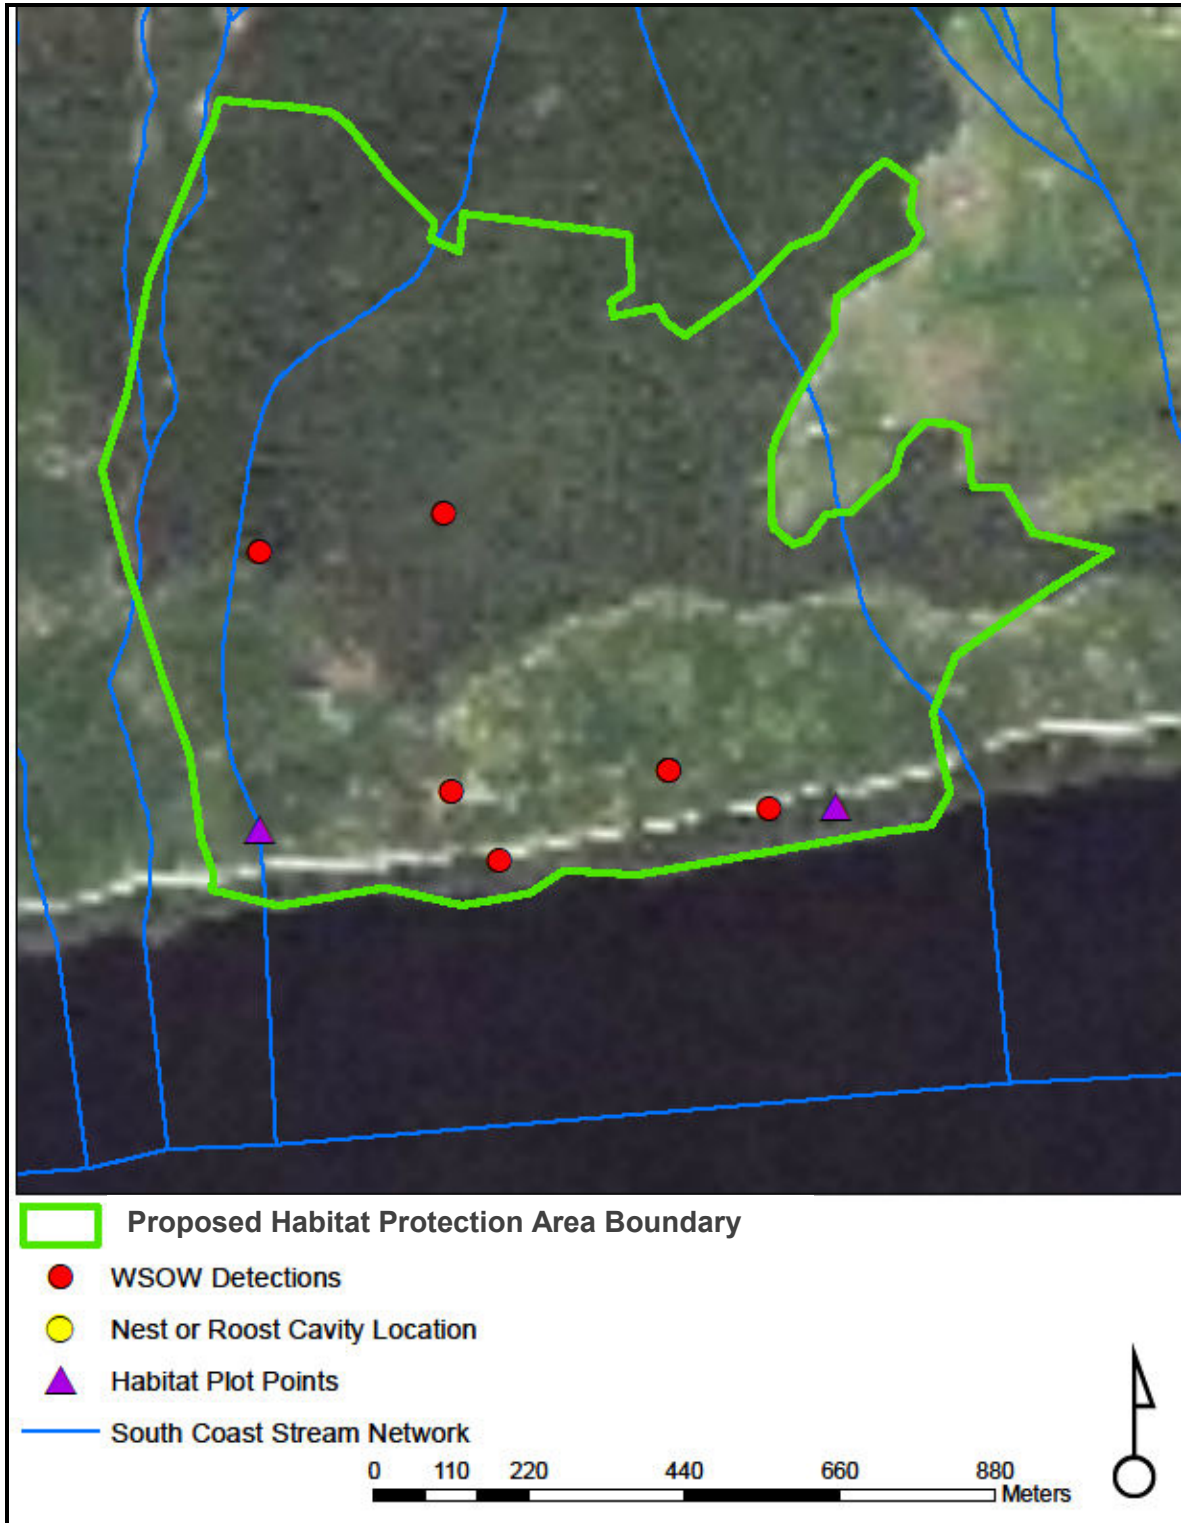 Proposed Habitat Protection Area Boundary
WSOW Detections
Nest or Roost Cavity Location
Habitat Plot Points
South Coast Stream Network
0 110 220 440 660 880
Meters